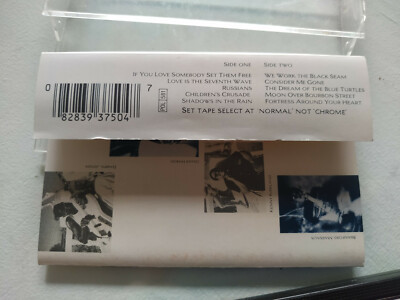 SIDE ONE
IF YOU LOVE SOMEBODY SET THEM FREE
LOVE IS THE SEVENTH WAVE
RUSSIANS
CHILDREN'S CRUSADE
SHADOWS IN THE RAIN
SIDE TWO
WE WORK THE BLACK SEAM
CONSIDER ME GONE
THE DREAM OF THE BLUE TURTLES
MOON OVER BOURBON STREET
FORTRESS AROUND YOUR HEART
SET TAPE SELECT AT 'NORMAL' NOT 'CHROME'
0 82839 37504 7